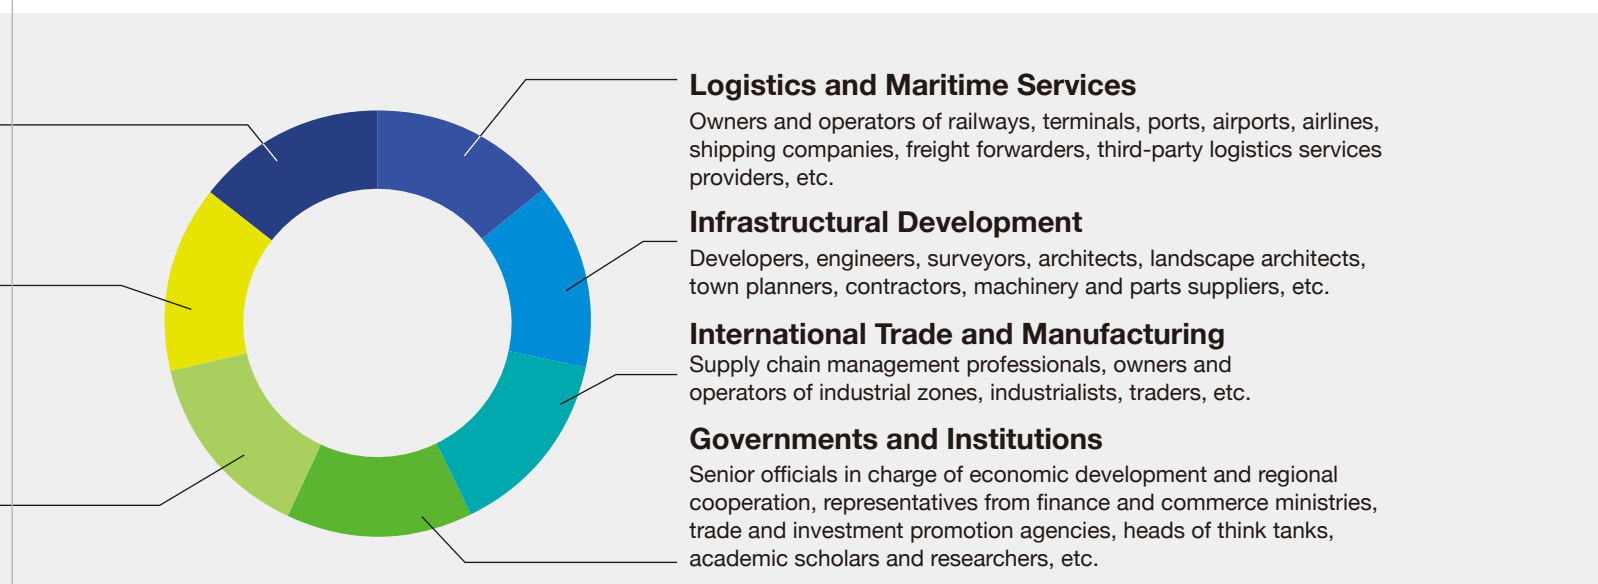 Logistics and Maritime Services
Owners and operators of railways, terminals, ports, airports, airlines,
shipping companies, freight forwarders, third-party logistics services
providers, etc.
Infrastructural Development
Developers, engineers, surveyors, architects, landscape architects,
town planners, contractors, machinery and parts suppliers, etc.
International Trade and Manufacturing
Supply chain management professionals, owners and
operators of industrial zones, industrialists, traders, etc.
Governments and Institutions
Senior officials in charge of economic development and regional
cooperation, representatives from finance and commerce ministries,
trade and investment promotion agencies, heads of think tanks,
academic scholars and researchers, etc.